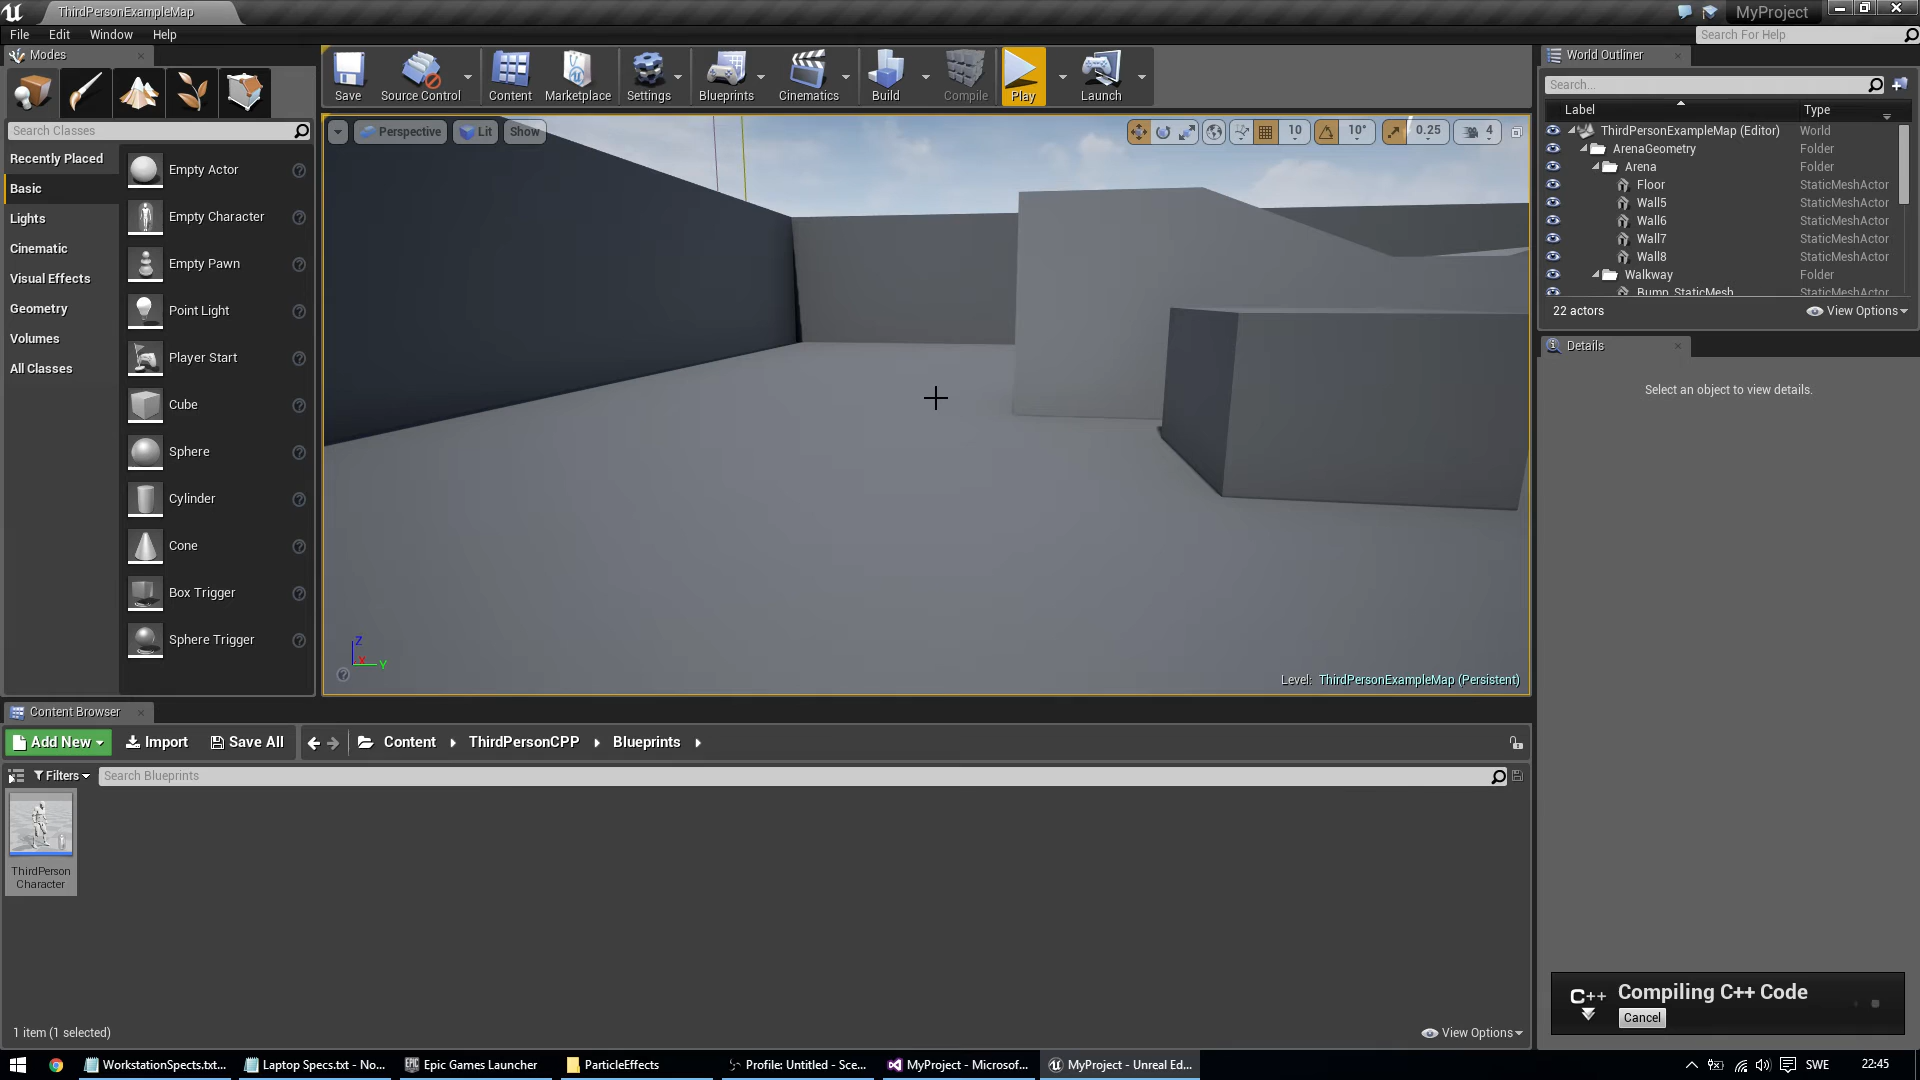 ThirdPersonExampleMap
MyProject
File Edit Window Help
Search For Help
Modes
Save
Source Control
Content
Marketplace
Settings
Blueprints
Cinematics
Build
Compile
Play
Launch
World Outliner
Search...
Label Type
Search Classes
Recently Placed
Basic
Lights
Cinematic
Visual Effects
Geometry
Volumes
All Classes
Empty Actor
Empty Character
Empty Pawn
Point Light
Player Start
Cube
Sphere
Cylinder
Cone
Box Trigger
Sphere Trigger
Perspective Lit Show
10 10° 0.25 4
Z
X
Y
Level: ThirdPersonExampleMap (Persistent)
ThirdPersonExampleMap (Editor) World
ArenaGeometry Folder
Arena Folder
Floor StaticMeshActor
Wall5 StaticMeshActor
Wall6 StaticMeshActor
Wall7 StaticMeshActor
Wall8 StaticMeshActor
Walkway Folder
Bump_StaticMesh StaticMeshActor
22 actors View Options
Details
Select an object to view details.
Content Browser
Add New Import Save All Content ThirdPersonCPP Blueprints
Filters Search Blueprints
ThirdPerson
Character
1 item (1 selected) View Options
C++ Compiling C++ Code
Cancel
WorkstationSpects.txt... Laptop Specs.txt - No... Epic Games Launcher ParticleEffects Profile: Untitled - Sce... MyProject - Microsof... MyProject - Unreal Ed... SWE 22:45